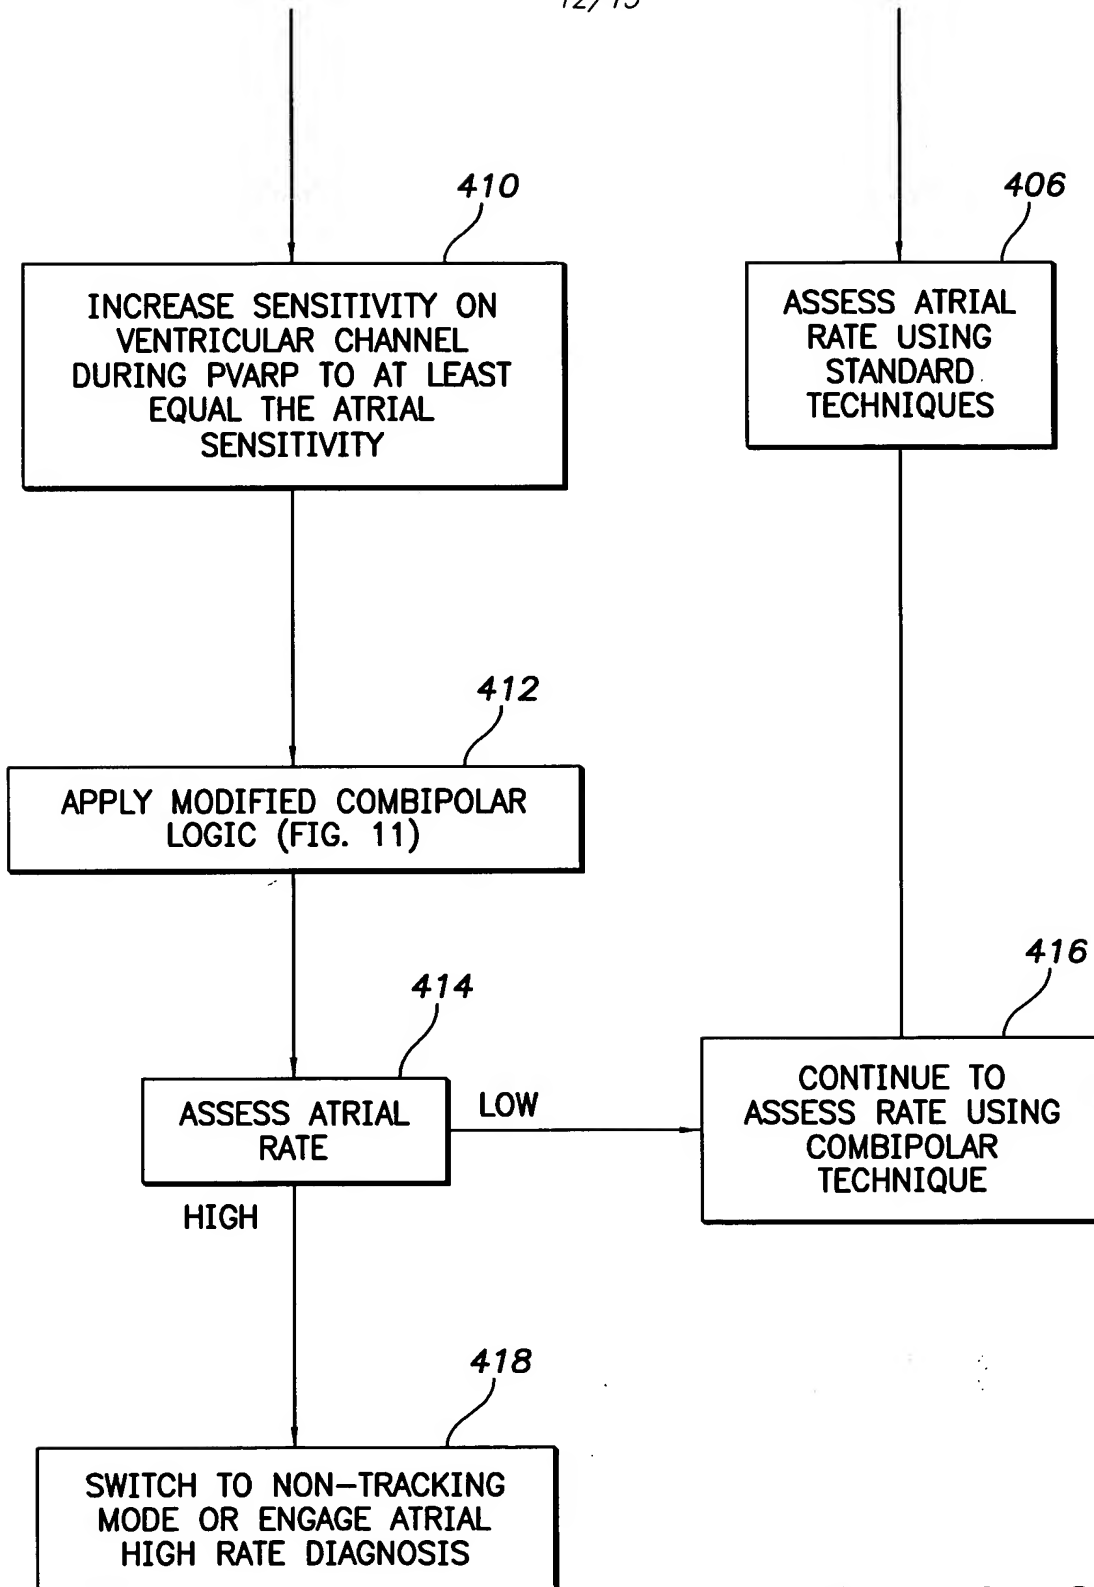 12/15
410
406
INCREASE SENSITIVITY ON
VENTRICULAR CHANNEL
DURING PVARP TO AT LEAST
EQUAL THE ATRIAL
SENSITIVITY
ASSESS ATRIAL
RATE USING
STANDARD
TECHNIQUES
412
APPLY MODIFIED COMBIPOLAR
LOGIC (FIG. 11)
414
416
ASSESS ATRIAL
RATE
LOW
CONTINUE TO
ASSESS RATE USING
COMBIPOLAR
TECHNIQUE
HIGH
418
SWITCH TO NON-TRACKING
MODE OR ENGAGE ATRIAL
HIGH RATE DIAGNOSIS